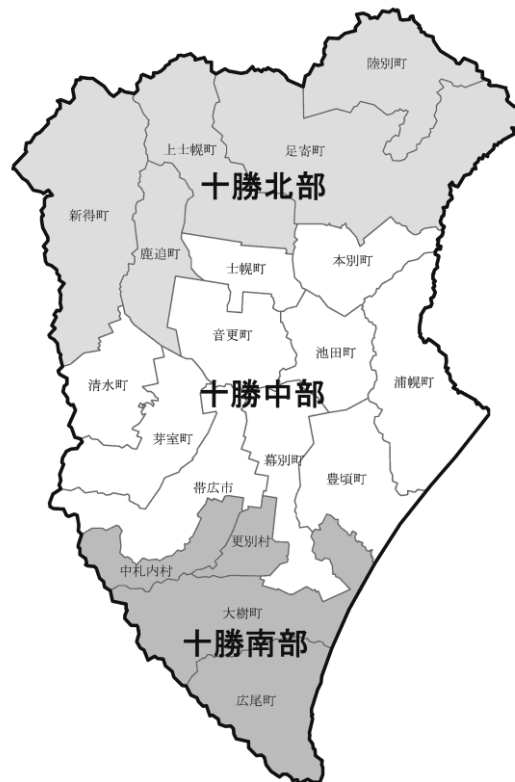 陸別町
上士幌町
足寄町
十勝北部
新得町
鹿追町
士幌町
本別町
音更町
池田町
清水町
十勝中部
浦幌町
芽室町
幕別町
豊頃町
帯広市
更別村
中札内村
大樹町
十勝南部
広尾町